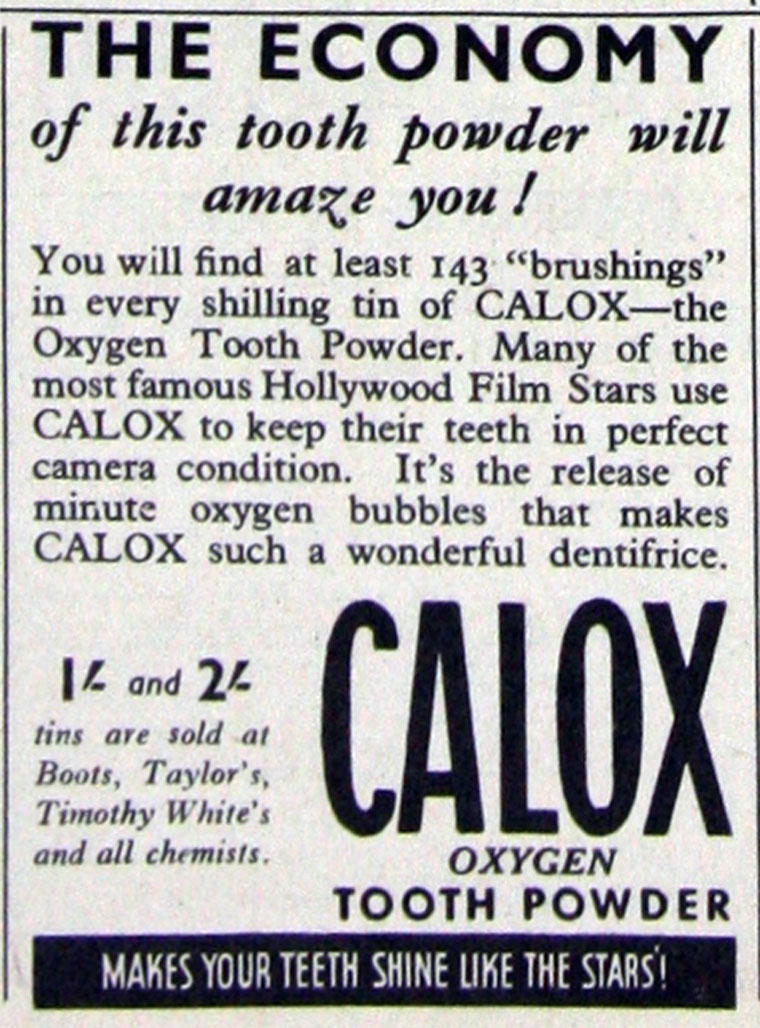 THE ECONOMY
of this tooth powder will
amaze you!
You will find at least 143 “brushings”
in every shilling tin of CALOX—the
Oxygen Tooth Powder. Many of the
most famous Hollywood Film Stars use
CALOX to keep their teeth in perfect
camera condition. It's the release of
minute oxygen bubbles that makes
CALOX such a wonderful dentifrice.
1/- and 2/-
tins are sold at
Boots, Taylor's,
Timothy White's
and all chemists.
CALOX
OXYGEN
TOOTH POWDER
MAKES YOUR TEETH SHINE LIKE THE STARS'!